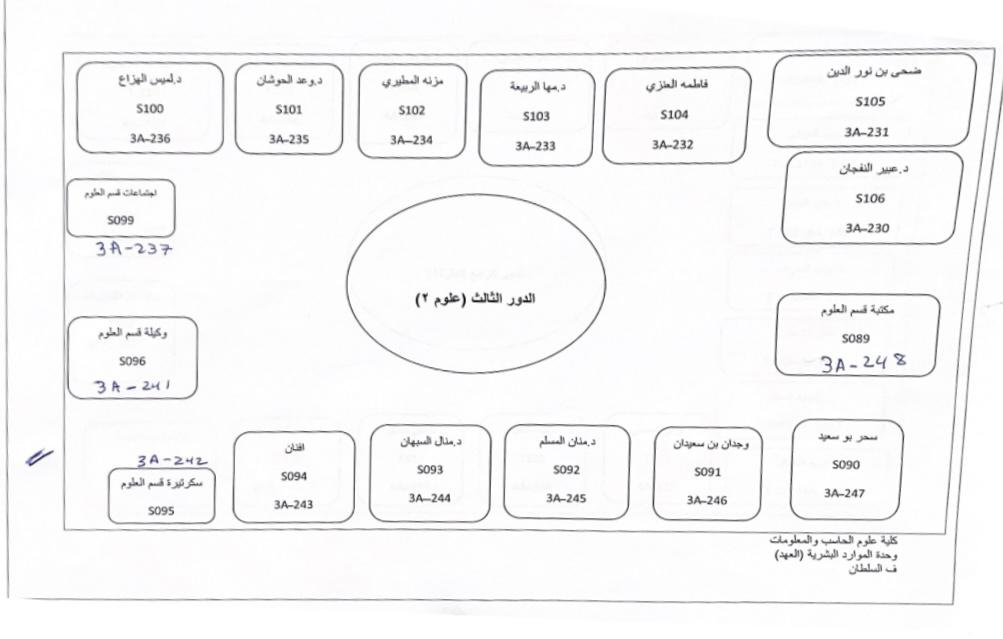 ضحى بن نور الدين
S105
3A–231
فاطمه العنزي
S104
3A–232
د.مها الربيعة
S103
3A–233
مزنه المطيري
S102
3A–234
د.وعد الحوشان
S101
3A–235
د.لميس الهزاع
S100
3A–236
د.عبير النفجان
S106
3A–230
اجتماعات قسم العلوم
S099
3A-237
الدور الثالث (علوم ٢)
مكتبة قسم العلوم
S089
3A-248
وكيلة قسم العلوم
S096
3A-241
سحر بو سعيد
S090
3A–247
وجدان بن سعيدان
S091
3A–246
د.منان المسلم
S092
3A–245
د.منال السبهان
S093
3A–244
افنان
S094
3A–243
3A-242
سكرتيرة قسم العلوم
S095
كلية علوم الحاسب والمعلومات
وحدة الموارد البشرية (العهد)
ف السلطان